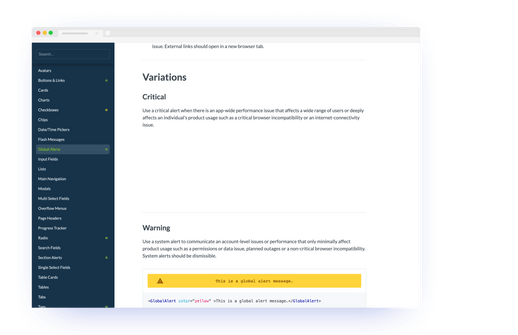 issue. External links should open in a new browser tab.
Search...
Avatars
Buttons & Links
Cards
Charts
Checkboxes
Chips
Date/Time Pickers
Flash Messages
Global Alerts
Input Fields
Lists
Main Navigation
Modals
Multi Select Fields
Overflow Menus
Page Headers
Progress Tracker
Radio
Search Fields
Section Alerts
Single Select Fields
Table Cards
Tables
Tabs
Variations
Critical
Use a critical alert when there is an app-wide performance issue that affects a wide range of users or deeply
affects an individual's product usage such as a critical browser incompatibility or an internet-connectivity
issue.
Warning
Use a system alert to communicate an account-level issues or performance that only minimally affect
product usage such as a permissions or data issue, planned outages or a non-critical browser incompatibility.
System alerts should be dismissible.
This is a global alert message.
<GlobalAlert color="yellow" >This is a global alert message.</GlobalAlert>